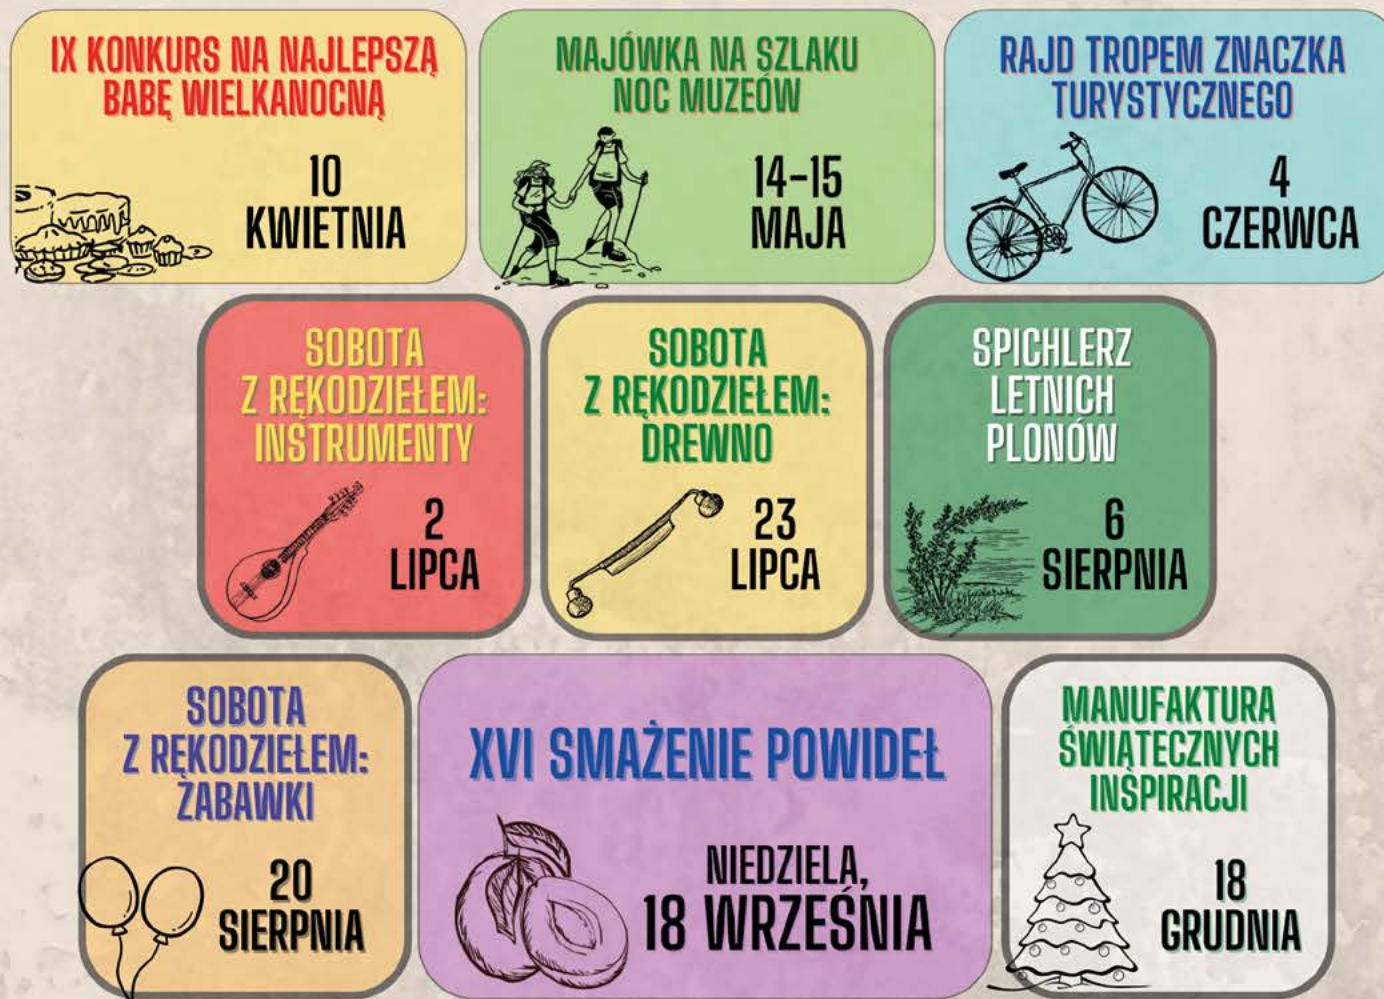 IX KONKURS NA NAJLEPSZĄ
BABĘ WIELKANOCNĄ
10
KWIETNIA
MAJÓWKA NA SZLAKU
NOC MUZEÓW
14-15
MAJA
RAJD TROPEM ZNACZKA
TURYSTYCZNEGO
4
CZERWCA
SOBOTA
Z RĘKODZIEŁEM:
INSTRUMENTY
2
LIPCA
SOBOTA
Z RĘKODZIEŁEM:
DREWNO
23
LIPCA
SPICHLERZ
LETNICH
PLONÓW
6
SIERPNIA
SOBOTA
Z RĘKODZIEŁEM:
ZABAWKI
20
SIERPNIA
XVI SMAŻENIE POWIDEŁ
NIEDZIELA,
18 WRZEŚNIA
MANUFAKTURA
ŚWIĄTECZNYCH
INSPIRACJI
18
GRUDNIA